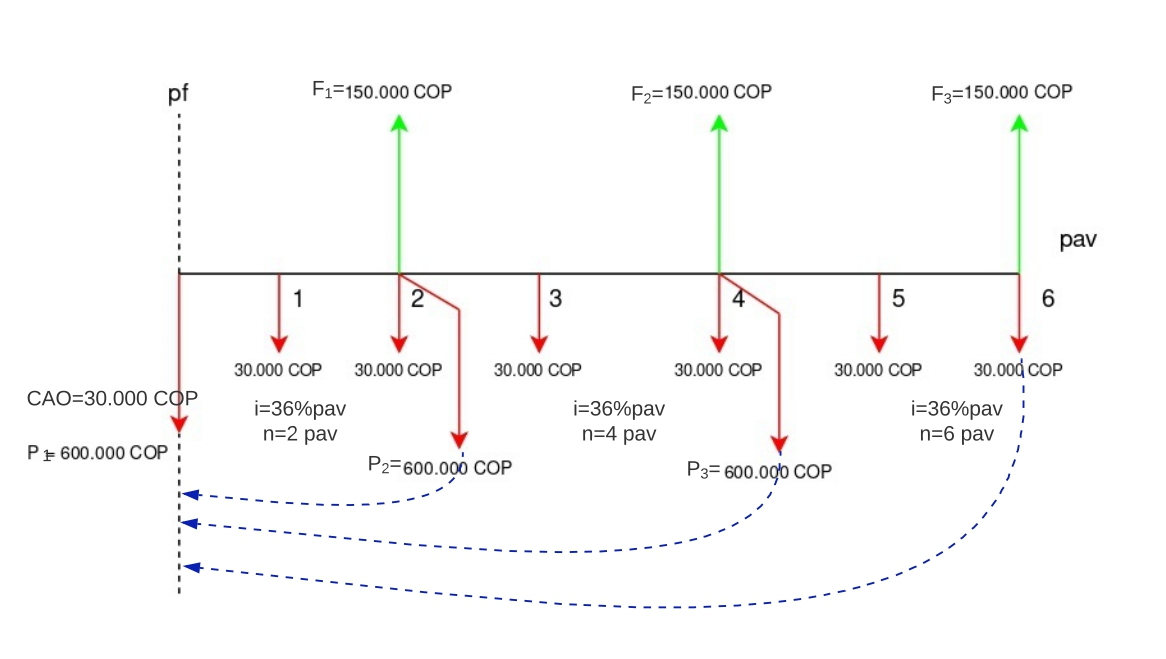 pf
F₁=150.000 COP
F₂=150.000 COP
F₃=150.000 COP
pav
1
2
3
4
5
6
30.000 COP
30.000 COP
30.000 COP
30.000 COP
30.000 COP
30.000 COP
CAO=30.000 COP
i=36%pav
n=2 pav
i=36%pav
n=4 pav
i=36%pav
n=6 pav
P₁= 600.000 COP
P₂=600.000 COP
P₃=600.000 COP